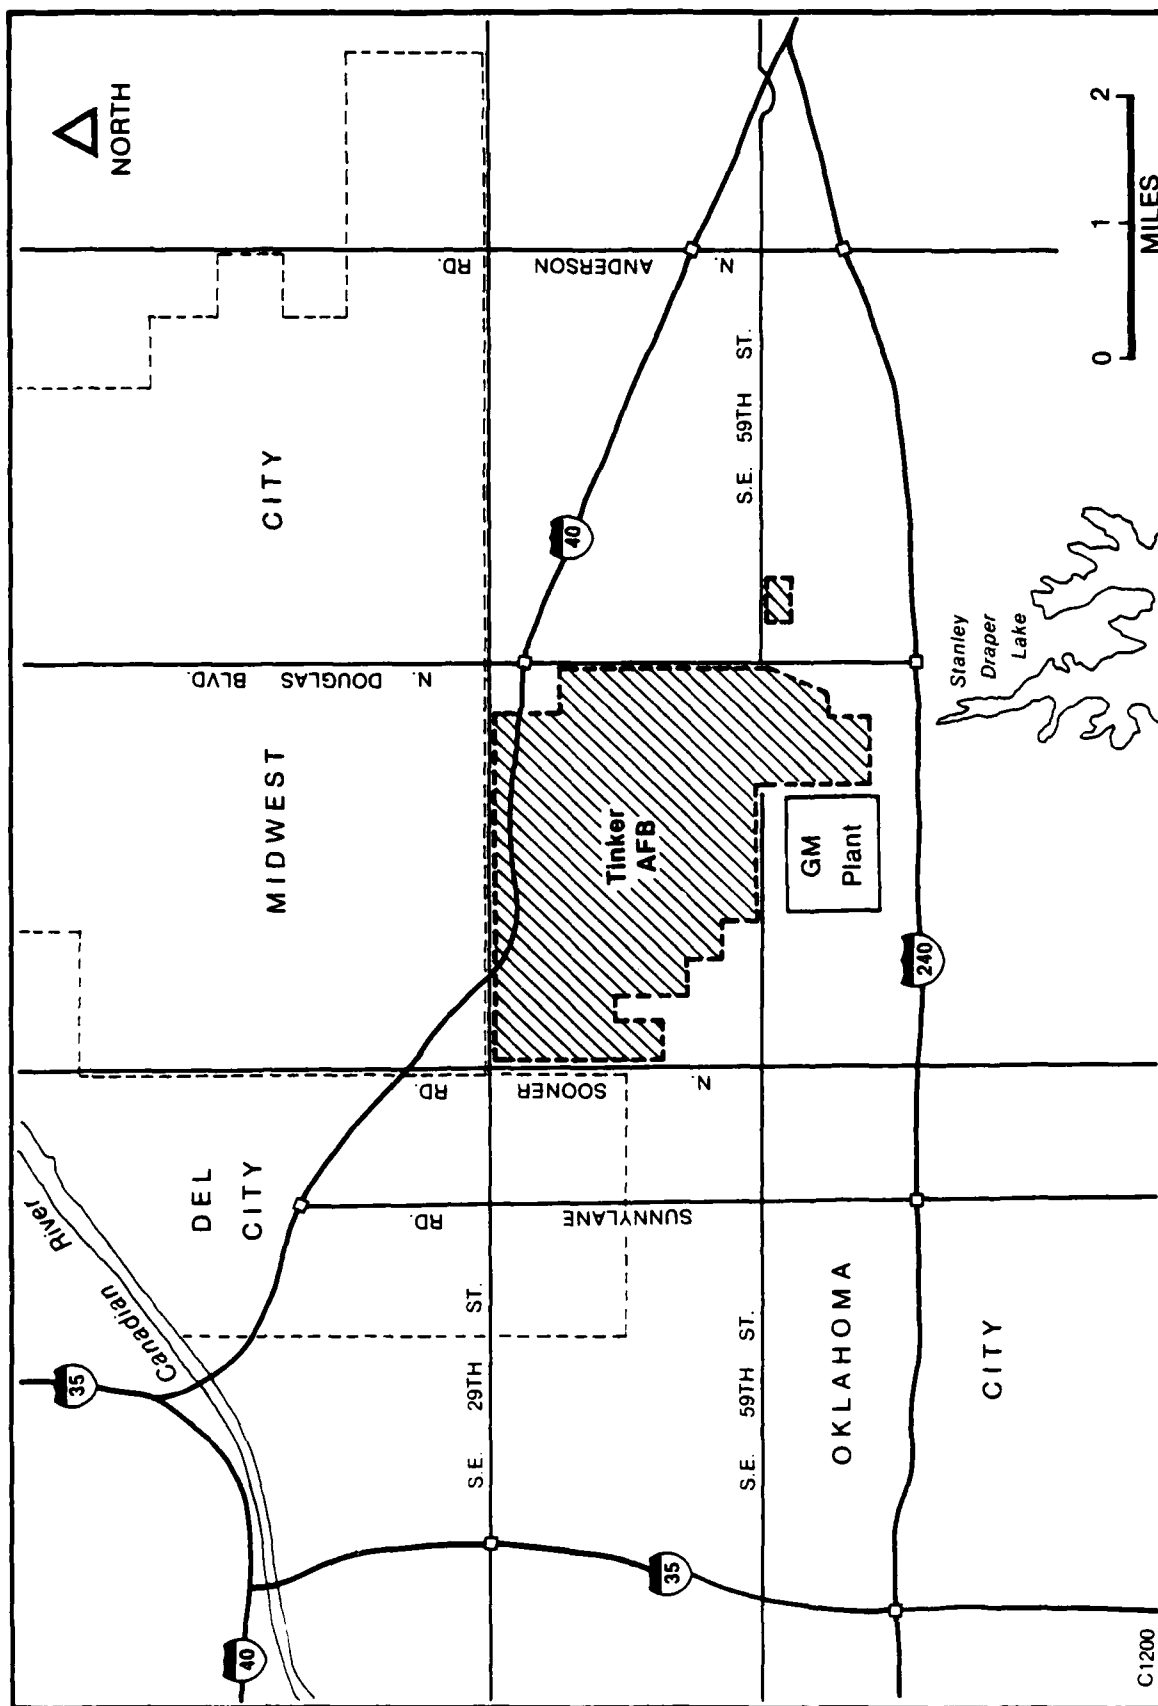 NORTH
35
Canadian
River
40
DEL
CITY
MIDWEST
CITY
N. DOUGLAS BLVD.
S.E. 29TH ST.
SUNNYLANE RD.
N. SOONER RD.
N. ANDERSON RD.
40
Tinker
AFB
35
S.E. 59TH ST.
S.E. 59TH ST.
GM
Plant
OKLAHOMA
CITY
240
Stanley
Draper
Lake
0 1 2
MILES
C1200